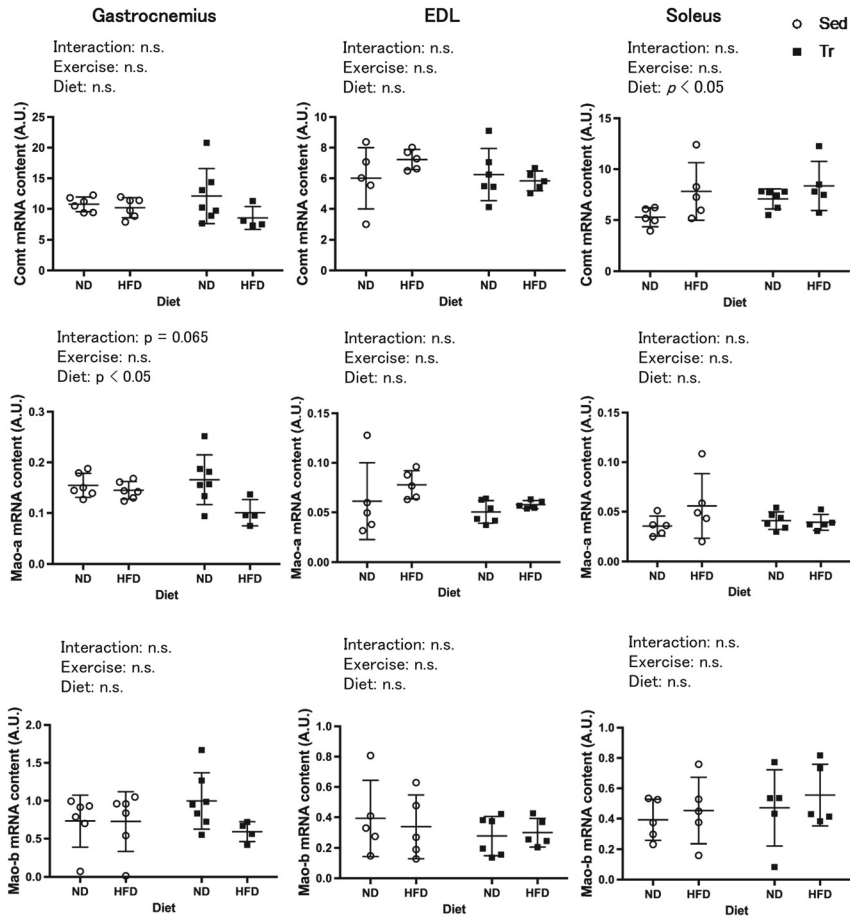 Gastrocnemius
EDL
Soleus
Sed
Tr
Interaction: n.s.
Exercise: n.s.
Diet: n.s.
Interaction: n.s.
Exercise: n.s.
Diet: n.s.
Interaction: n.s.
Exercise: n.s.
Diet: p < 0.05
Comt mRNA content (A.U.)
25
20
15
10
5
0
ND
HFD
ND
HFD
Diet
Comt mRNA content (A.U.)
10
8
6
4
2
0
ND
HFD
ND
HFD
Diet
Comt mRNA content (A.U.)
15
10
5
0
ND
HFD
ND
HFD
Diet
Interaction: p = 0.065
Exercise: n.s.
Diet: p < 0.05
Interaction: n.s.
Exercise: n.s.
Diet: n.s.
Interaction: n.s.
Exercise: n.s.
Diet: n.s.
Mao-a mRNA content (A.U.)
0.3
0.2
0.1
0.0
ND
HFD
ND
HFD
Diet
Mao-a mRNA content (A.U.)
0.15
0.10
0.05
0.00
ND
HFD
ND
HFD
Diet
Mao-a mRNA content (A.U.)
0.15
0.10
0.05
0.00
ND
HFD
ND
HFD
Diet
Interaction: n.s.
Exercise: n.s.
Diet: n.s.
Interaction: n.s.
Exercise: n.s.
Diet: n.s.
Interaction: n.s.
Exercise: n.s.
Diet: n.s.
Mao-b mRNA content (A.U.)
2.0
1.5
1.0
0.5
0.0
ND
HFD
ND
HFD
Diet
Mao-b mRNA content (A.U.)
1.0
0.8
0.6
0.4
0.2
0.0
ND
HFD
ND
HFD
Diet
Mao-b mRNA content (A.U.)
1.0
0.8
0.6
0.4
0.2
0.0
ND
HFD
ND
HFD
Diet